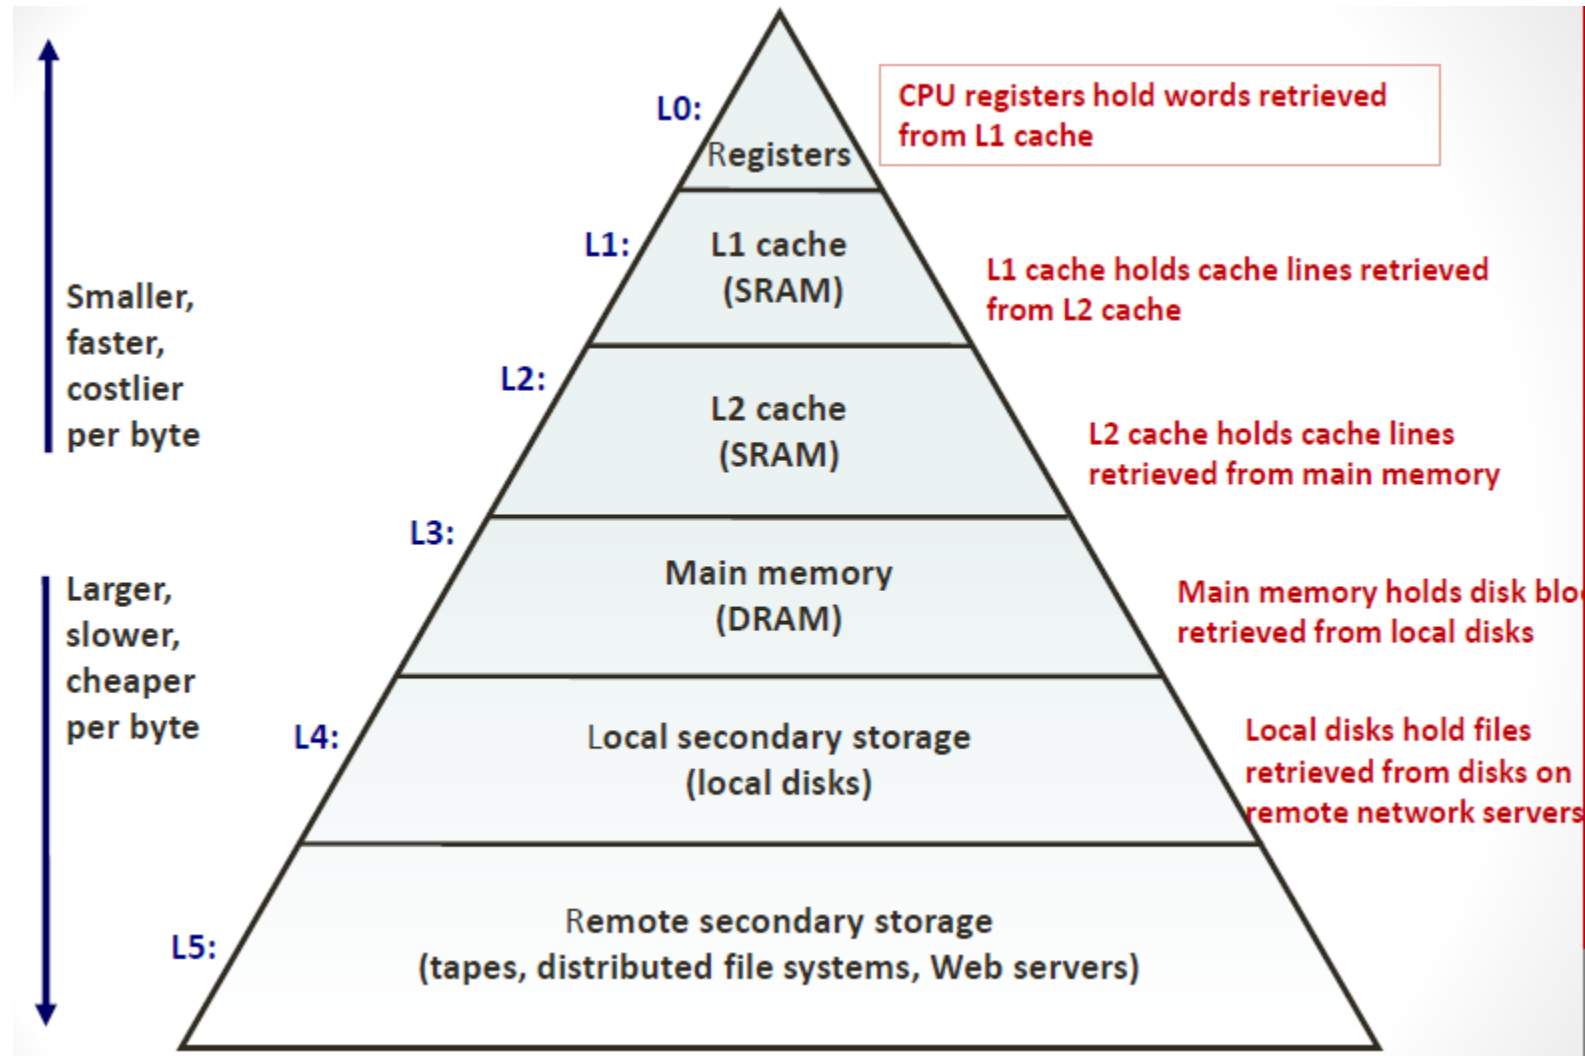 L0:
Registers
CPU registers hold words retrieved
from L1 cache
L1:
L1 cache
(SRAM)
L1 cache holds cache lines retrieved
from L2 cache
Smaller,
faster,
costlier
per byte
L2:
L2 cache
(SRAM)
L2 cache holds cache lines
retrieved from main memory
L3:
Main memory
(DRAM)
Main memory holds disk
retrieved from local disks
Larger,
slower,
cheaper
per byte
L4:
Local secondary storage
(local disks)
Local disks hold files
retrieved from disks on
remote network servers
L5:
Remote secondary storage
(tapes, distributed file systems, Web servers)